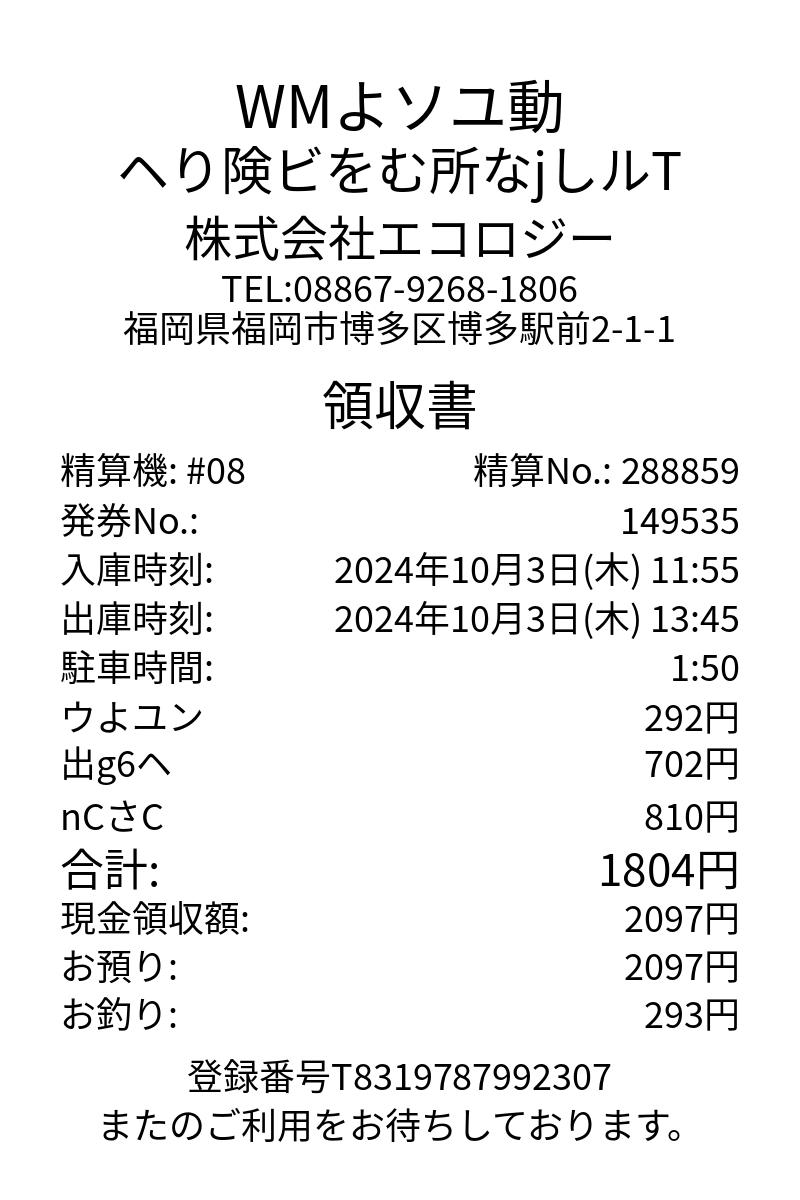 WMよソユ動
へり険ビをむ所なjしルT
株式会社エコロジー
TEL:08867-9268-1806
福岡県福岡市博多区博多駅前2-1-1
領収書
精算機: #08 精算No.: 288859
発券No.: 149535
入庫時刻: 2024年10月3日(木) 11:55
出庫時刻: 2024年10月3日(木) 13:45
駐車時間: 1:50
ウよユン 292円
出g6へ 702円
nCさC 810円
合計: 1804円
現金領収額: 2097円
お預り: 2097円
お釣り: 293円
登録番号T8319787992307
またのご利用をお待ちしております。